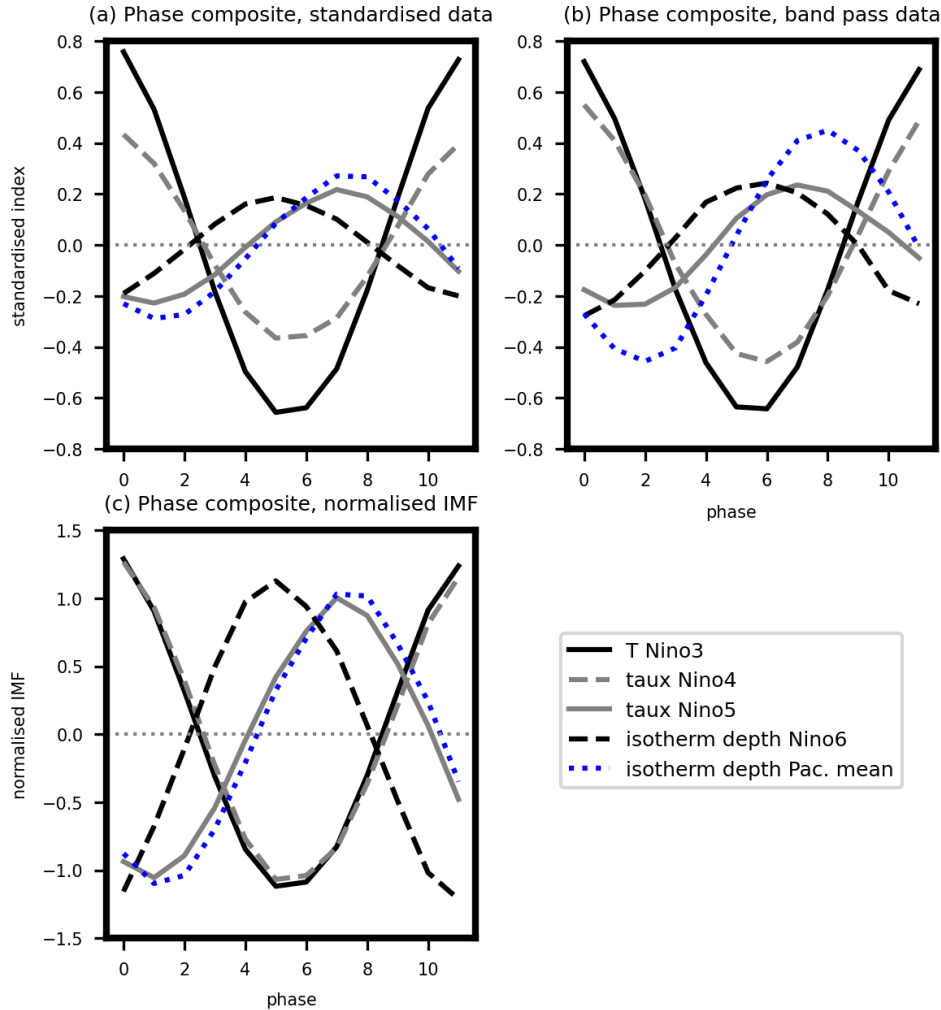 (a) Phase composite, standardised data
0.8
0.6
0.4
0.2
0.0
−0.2
−0.4
−0.6
−0.8
standardised index
0 2 4 6 8 10
(b) Phase composite, band pass data
0.8
0.6
0.4
0.2
0.0
−0.2
−0.4
−0.6
−0.8
0 2 4 6 8 10
phase
(c) Phase composite, normalised IMF
1.5
1.0
0.5
0.0
−0.5
−1.0
−1.5
normalised IMF
0 2 4 6 8 10
phase
T Nino3
taux Nino4
taux Nino5
isotherm depth Nino6
isotherm depth Pac. mean